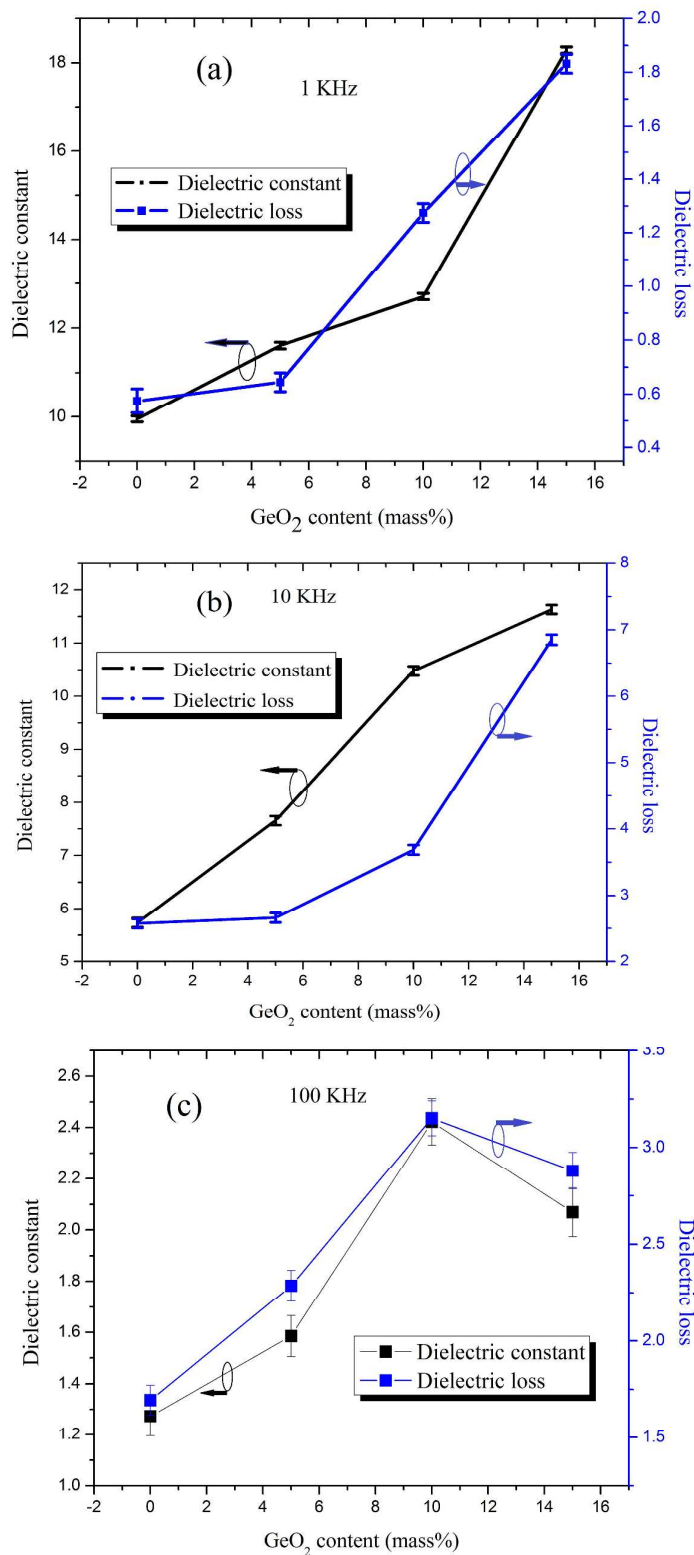 (a)
1 KHz
Dielectric constant
Dielectric loss
Dielectric constant
Dielectric loss
18
16
14
12
10
2.0
1.8
1.6
1.4
1.2
1.0
0.8
0.6
0.4
-2 0 2 4 6 8 10 12 14 16
GeO2 content (mass%)
(b)
10 KHz
Dielectric constant
Dielectric loss
Dielectric constant
Dielectric loss
12
11
10
9
8
7
6
5
8
7
6
5
4
3
2
-2 0 2 4 6 8 10 12 14 16
GeO2 content (mass%)
(c)
100 KHz
Dielectric constant
Dielectric loss
Dielectric constant
Dielectric loss
2.6
2.4
2.2
2.0
1.8
1.6
1.4
1.2
1.0
3.5
3.0
2.5
2.0
1.5
-2 0 2 4 6 8 10 12 14 16
GeO2 content (mass%)